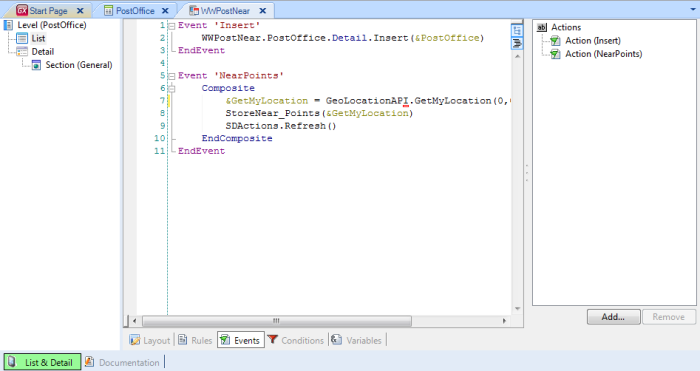 Start Page
PostOffice
WWPostNear
Level (PostOffice)
List
Detail
Section (General)
1 Event 'Insert'
2 WWPostNear.PostOffice.Detail.Insert(&PostOffice)
3 EndEvent
4
5 Event 'NearPoints'
6 Composite
7 &GetMyLocation = GeoLocationAPI.GetMyLocation(0,
8 StoreNear_Points(&GetMyLocation)
9 SDActions.Refresh()
10 EndComposite
11 EndEvent
Actions
Action (Insert)
Action (NearPoints)
Add...
Remove
Layout
Rules
Events
Conditions
Variables
List & Detail
Documentation